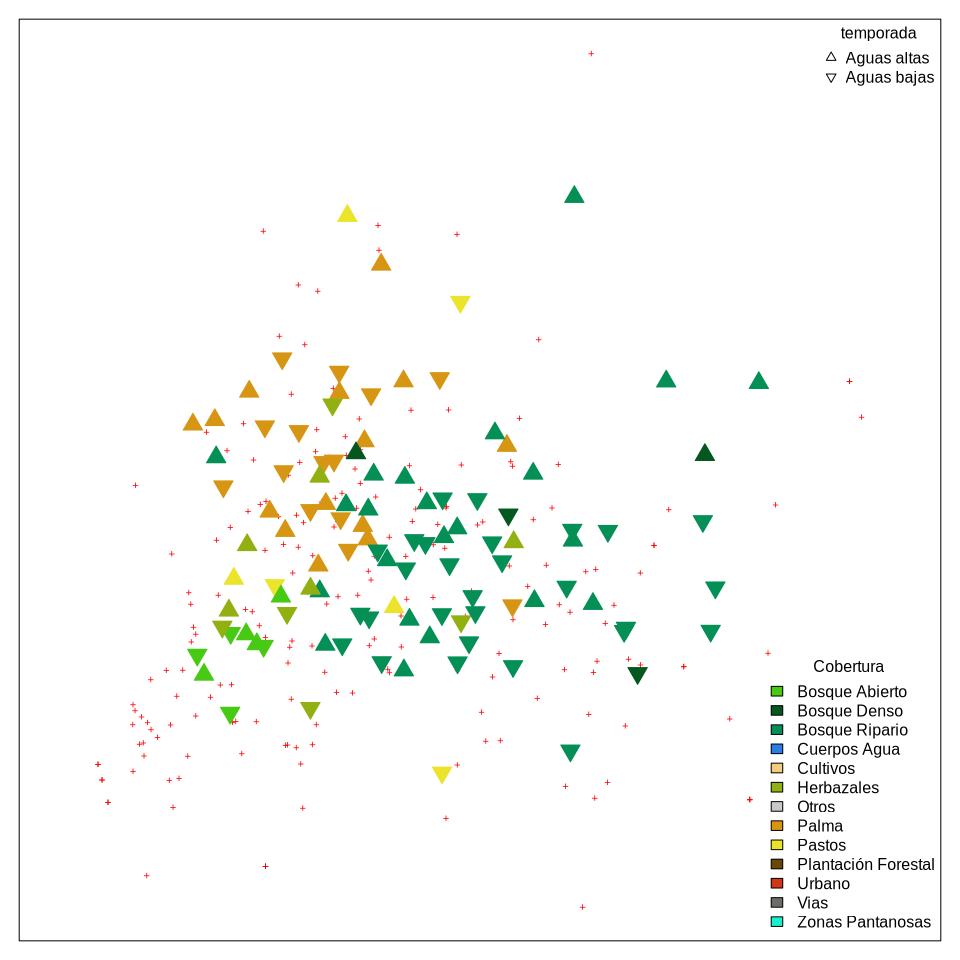 temporada
Aguas altas
Aguas bajas
Cobertura
Bosque Abierto
Bosque Denso
Bosque Ripario
Cuerpos Agua
Cultivos
Herbazales
Otros
Palma
Pastos
Plantación Forestal
Urbano
Vias
Zonas Pantanosas